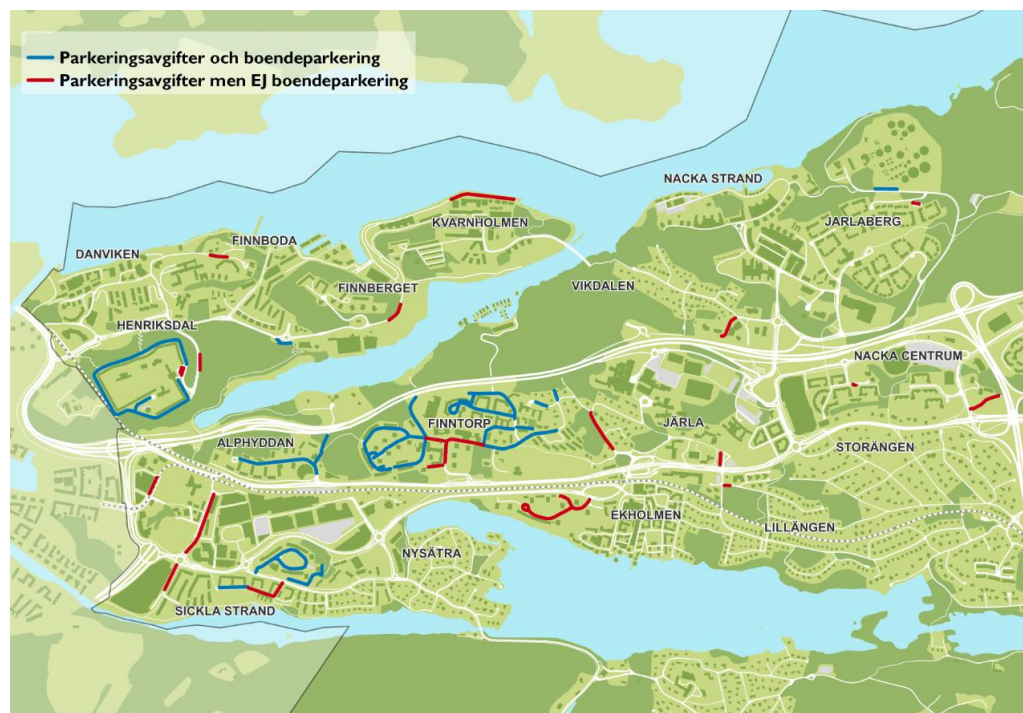 Parkeringsavgifter och boendeparkering
Parkeringsavgifter men EJ boendeparkering
NACKA STRAND
KVARNHOLMEN
JARLABERG
FINNBODA
DANVIKEN
FINNBERGET
VIKDALEN
HENRIKSDAL
NACKA CENTRUM
FINNTORP
JÄRLA
ALPHYDDAN
STORÄNGEN
EKHOLMEN
LILLÄNGEN
NYSÄTRA
SICKLA STRAND